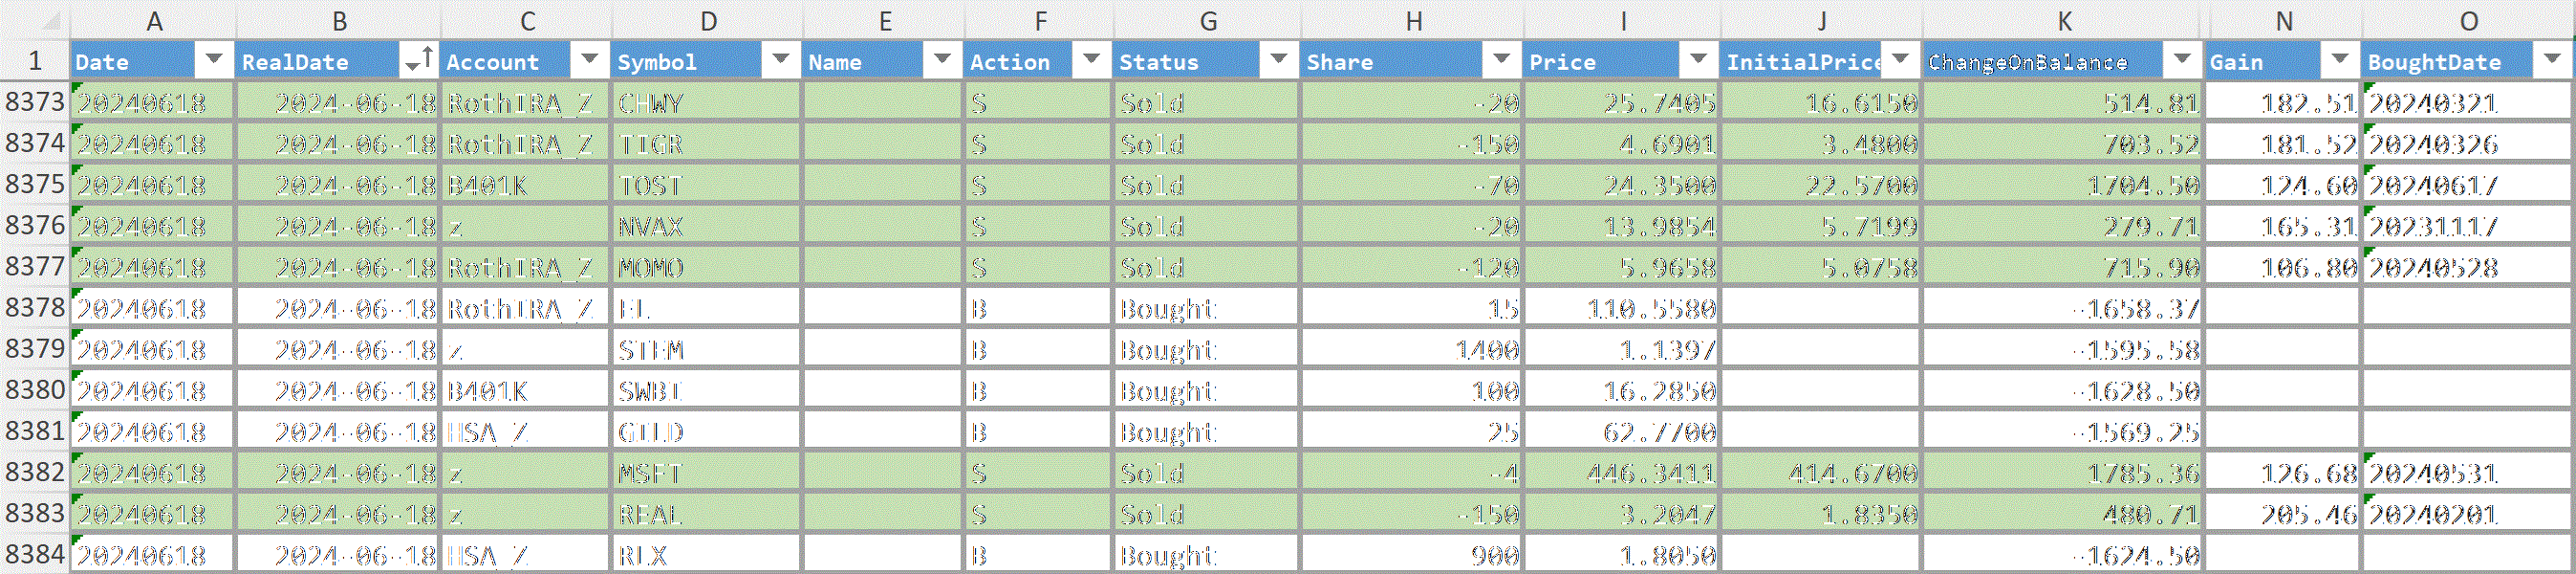 A B C D E F G H I J K N O
1 Date RealDate Account Symbol Name Action Status Share Price InitialPrice ChangeOnBalance Gain BoughtDate
8373 20240618 2024-06-18 RothIRA_Z CHWY S Sold -20 25.7405 16.6150 514.81 182.51 20240321
8374 20240618 2024-06-18 RothIRA_Z TIGR S Sold -150 4.6901 3.4800 703.52 181.52 20240326
8375 20240618 2024-06-18 B401K TOST S Sold -70 24.3500 22.5700 1704.50 124.60 20240617
8376 20240618 2024-06-18 z NVAX S Sold -20 13.9854 5.7199 279.71 165.31 20231117
8377 20240618 2024-06-18 RothIRA_Z MOMO S Sold -120 5.9658 5.0758 715.90 106.80 20240528
8378 20240618 2024-06-18 RothIRA_Z EL B Bought 15 110.5580 -1658.37
8379 20240618 2024-06-18 z STEM B Bought 1400 1.1397 -1595.58
8380 20240618 2024-06-18 B401K SWBI B Bought 100 16.2850 -1628.50
8381 20240618 2024-06-18 HSA_Z GILD B Bought 25 62.7700 -1569.25
8382 20240618 2024-06-18 z MSFT S Sold -4 446.3411 414.6700 1785.36 126.68 20240531
8383 20240618 2024-06-18 z REAL S Sold -150 3.2047 1.8350 480.71 205.46 20240201
8384 20240618 2024-06-18 HSA_Z RLX B Bought 900 1.8050 -1624.50